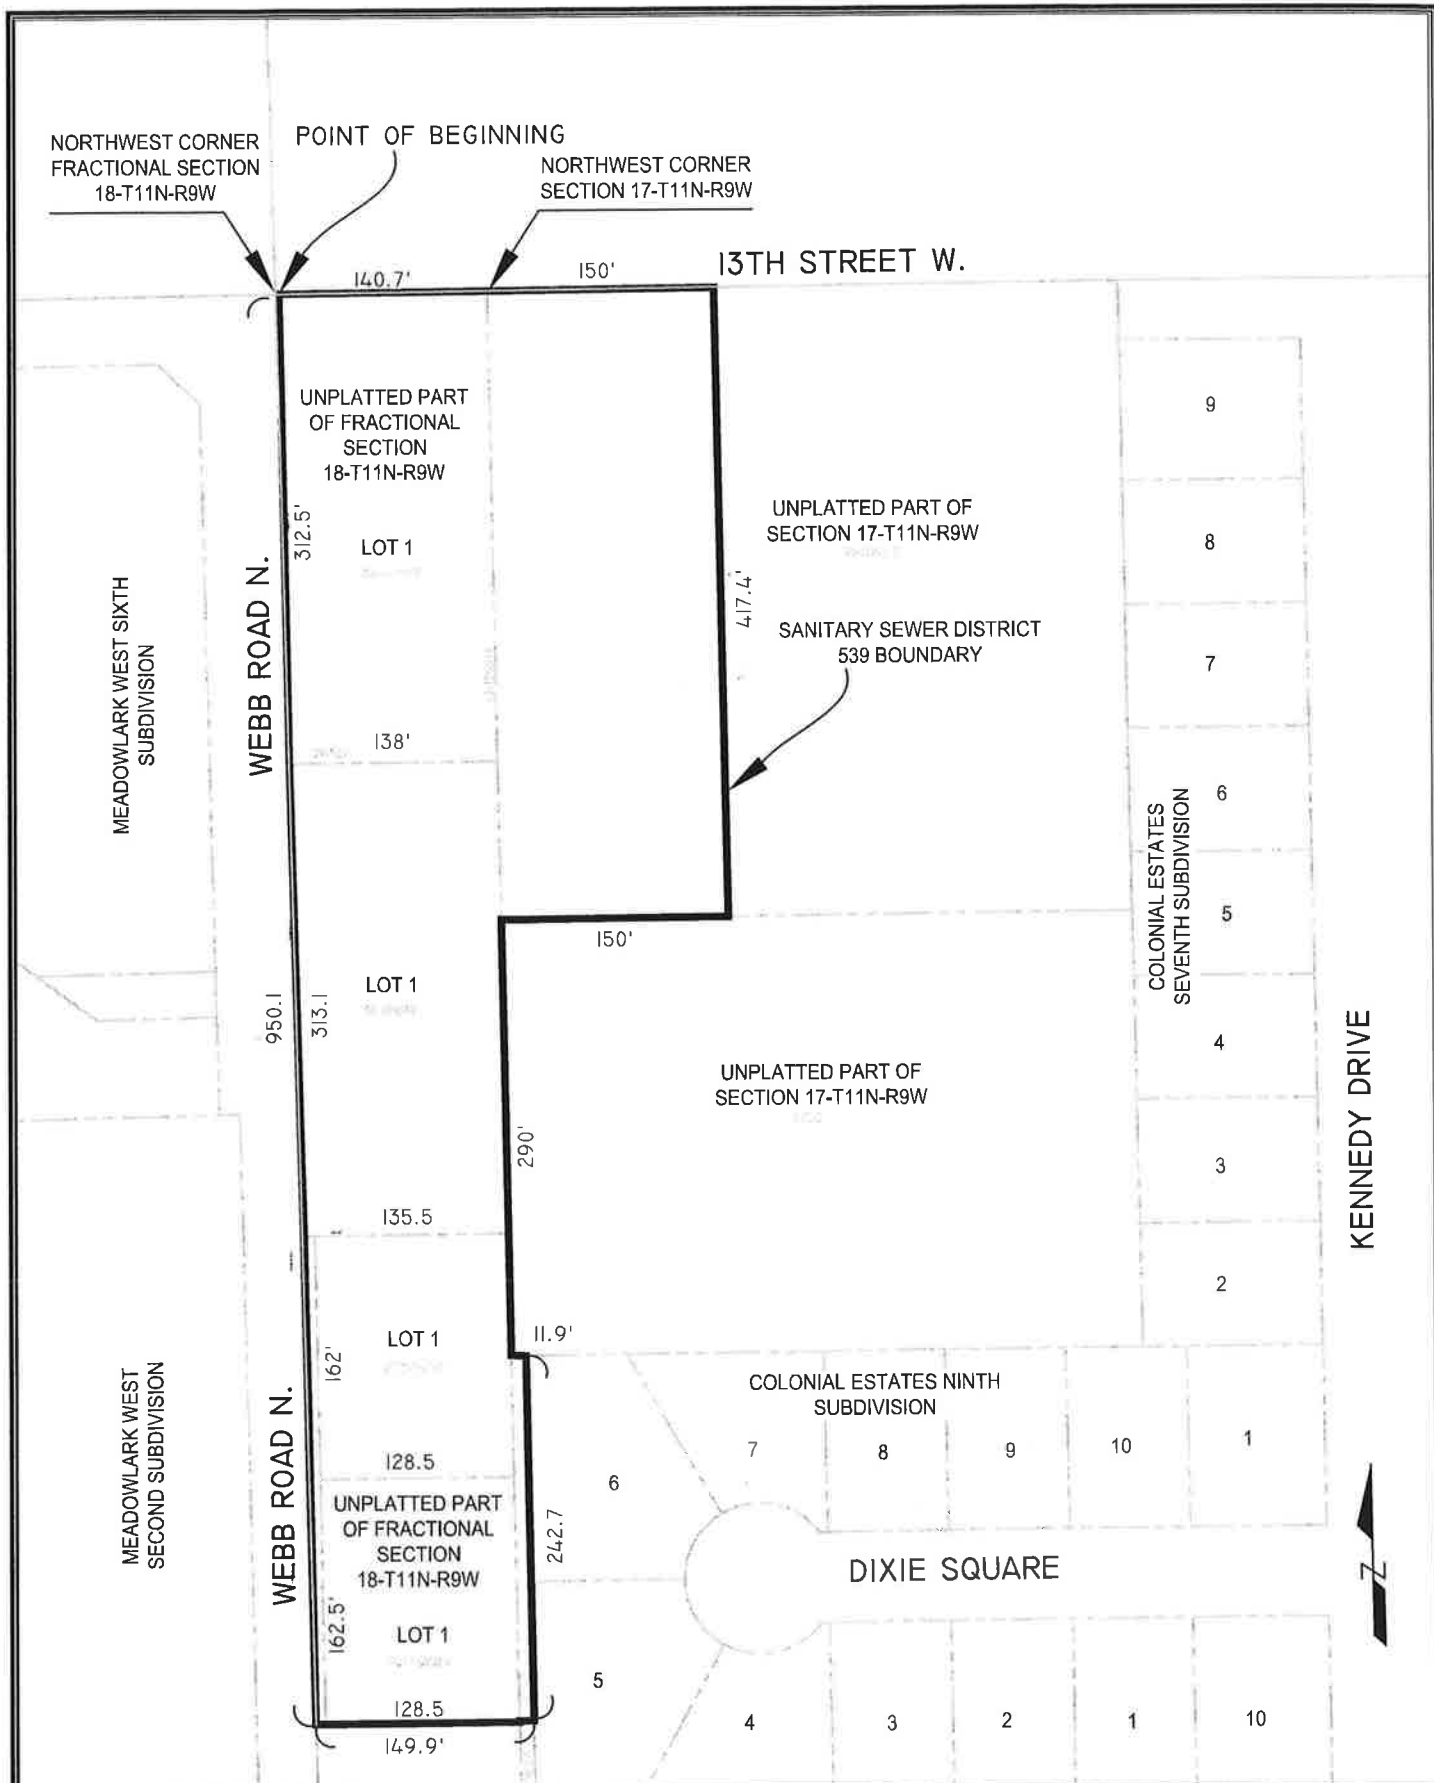 NORTHWEST CORNER
FRACTIONAL SECTION
18-T11N-R9W
POINT OF BEGINNING
NORTHWEST CORNER
SECTION 17-T11N-R9W
13TH STREET W.
140.7'
150'
UNPLATTED PART
OF FRACTIONAL
SECTION
18-T11N-R9W
LOT 1
312.5'
WEBB ROAD N.
MEADOWLARK WEST SIXTH
SUBDIVISION
138'
417.4'
UNPLATTED PART OF
SECTION 17-T11N-R9W
SANITARY SEWER DISTRICT
539 BOUNDARY
9
8
7
6
5
4
3
2
COLONIAL ESTATES
SEVENTH SUBDIVISION
KENNEDY DRIVE
150'
LOT 1
950.1
313.1
290'
UNPLATTED PART OF
SECTION 17-T11N-R9W
135.5
11.9'
LOT 1
162'
MEADOWLARK WEST
SECOND SUBDIVISION
WEBB ROAD N.
128.5
UNPLATTED PART
OF FRACTIONAL
SECTION
18-T11N-R9W
LOT 1
162.5'
242.7
128.5
149.9'
COLONIAL ESTATES NINTH
SUBDIVISION
6
7
8
9
10
1
DIXIE SQUARE
Z
5
4
3
2
1
10